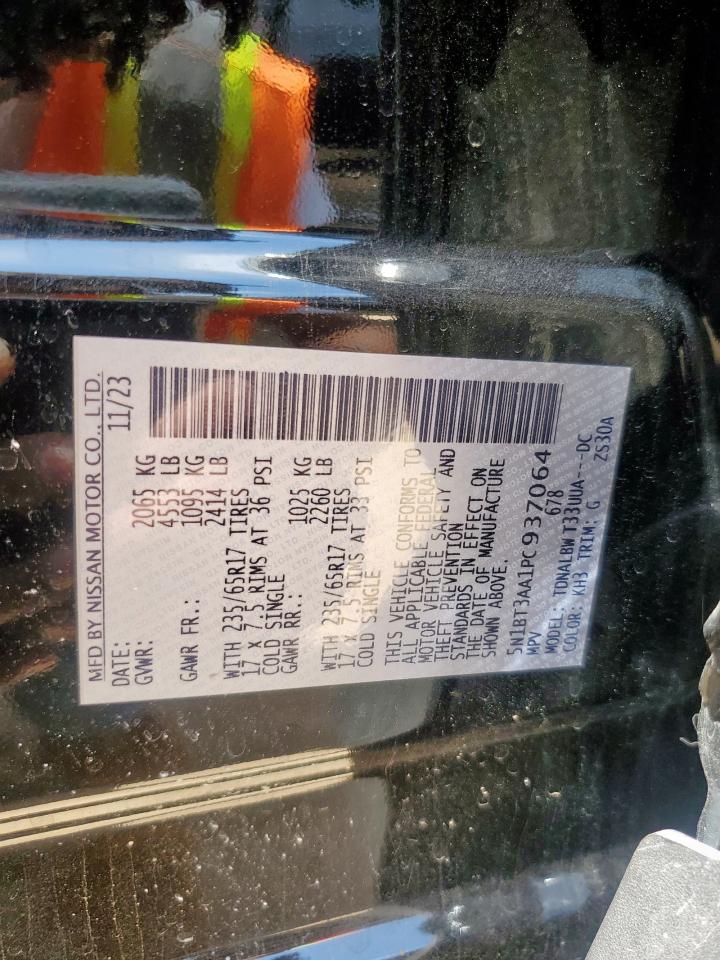 MFD BY NISSAN MOTOR CO., LTD.
DATE: 11/23
GVWR: 2065 KG
4553 LB
GAWR FR.: 1095 KG
2414 LB
WITH 235/65R17 TIRES
17 X 7.5 RIMS AT 36 PSI
COLD SINGLE
GAWR RR.: 1025 KG
2260 LB
WITH 235/65R17 TIRES
17 X 7.5 RIMS AT 33 PSI
COLD SINGLE
THIS VEHICLE CONFORMS TO
ALL APPLICABLE FEDERAL
MOTOR VEHICLE SAFETY AND
THEFT PREVENTION
STANDARDS IN EFFECT ON
THE DATE OF MANUFACTURE
SHOWN ABOVE.
5N1BT3AA1PC937064
MPV 678
MODEL: TDNALBW T33UUA---DC
COLOR: KH3 TRIM: G ZS30A